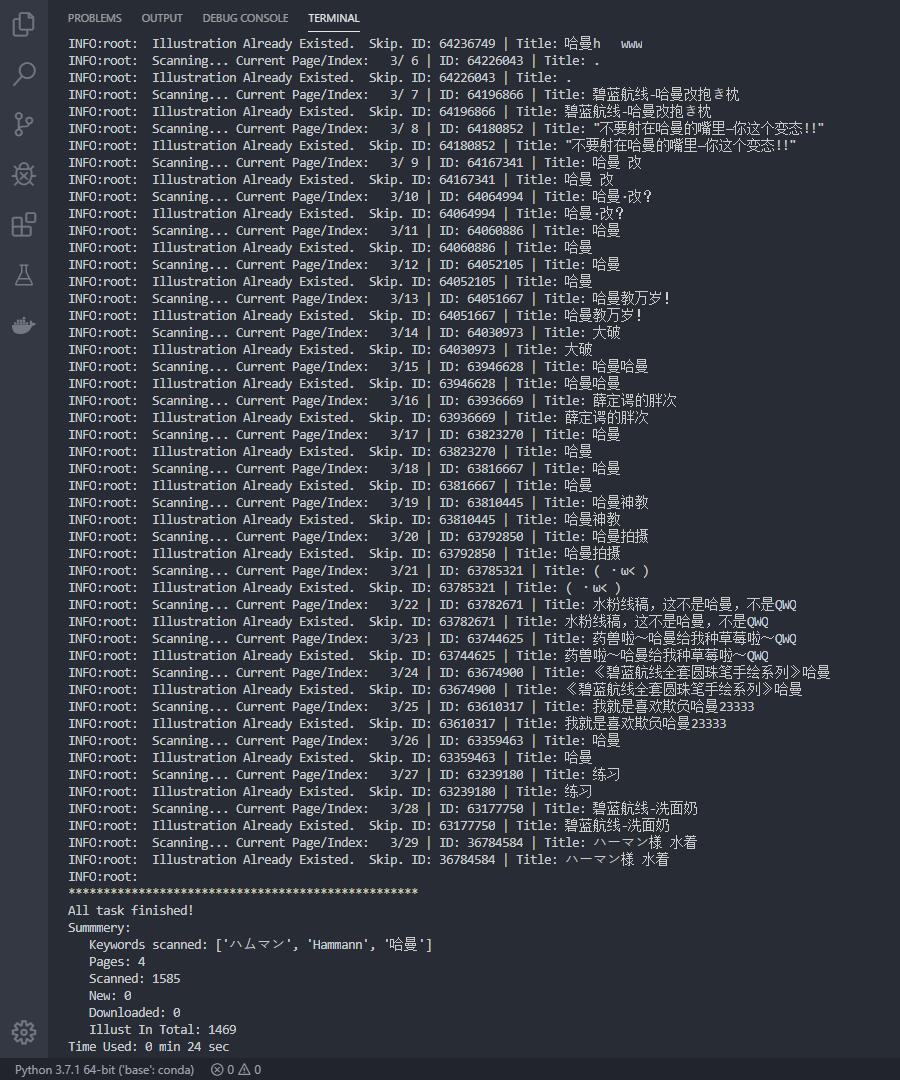 PROBLEMS OUTPUT DEBUG CONSOLE TERMINAL
INFO:root: Illustration Already Existed. Skip. ID: 64236749 | Title: 哈曼h www
INFO:root: Scanning... Current Page/Index: 3/ 6 | ID: 64226043 | Title: .
INFO:root: Illustration Already Existed. Skip. ID: 64226043 | Title: .
INFO:root: Scanning... Current Page/Index: 3/ 7 | ID: 64196866 | Title: 碧蓝航线-哈曼改抱き枕
INFO:root: Illustration Already Existed. Skip. ID: 64196866 | Title: 碧蓝航线-哈曼改抱き枕
INFO:root: Scanning... Current Page/Index: 3/ 8 | ID: 64180852 | Title: "不要射在哈曼的嘴里—你这个变态!!"
INFO:root: Illustration Already Existed. Skip. ID: 64180852 | Title: "不要射在哈曼的嘴里—你这个变态!!"
INFO:root: Scanning... Current Page/Index: 3/ 9 | ID: 64167341 | Title: 哈曼 改
INFO:root: Illustration Already Existed. Skip. ID: 64167341 | Title: 哈曼 改
INFO:root: Scanning... Current Page/Index: 3/10 | ID: 64064994 | Title: 哈曼·改？
INFO:root: Illustration Already Existed. Skip. ID: 64064994 | Title: 哈曼·改？
INFO:root: Scanning... Current Page/Index: 3/11 | ID: 64060886 | Title: 哈曼
INFO:root: Illustration Already Existed. Skip. ID: 64060886 | Title: 哈曼
INFO:root: Scanning... Current Page/Index: 3/12 | ID: 64052105 | Title: 哈曼
INFO:root: Illustration Already Existed. Skip. ID: 64052105 | Title: 哈曼
INFO:root: Scanning... Current Page/Index: 3/13 | ID: 64051667 | Title: 哈曼教万岁！
INFO:root: Illustration Already Existed. Skip. ID: 64051667 | Title: 哈曼教万岁！
INFO:root: Scanning... Current Page/Index: 3/14 | ID: 64030973 | Title: 大破
INFO:root: Illustration Already Existed. Skip. ID: 64030973 | Title: 大破
INFO:root: Scanning... Current Page/Index: 3/15 | ID: 63946628 | Title: 哈曼哈曼
INFO:root: Illustration Already Existed. Skip. ID: 63946628 | Title: 哈曼哈曼
INFO:root: Scanning... Current Page/Index: 3/16 | ID: 63936669 | Title: 薛定谔的胖次
INFO:root: Illustration Already Existed. Skip. ID: 63936669 | Title: 薛定谔的胖次
INFO:root: Scanning... Current Page/Index: 3/17 | ID: 63823270 | Title: 哈曼
INFO:root: Illustration Already Existed. Skip. ID: 63823270 | Title: 哈曼
INFO:root: Scanning... Current Page/Index: 3/18 | ID: 63816667 | Title: 哈曼
INFO:root: Illustration Already Existed. Skip. ID: 63816667 | Title: 哈曼
INFO:root: Scanning... Current Page/Index: 3/19 | ID: 63810445 | Title: 哈曼神教
INFO:root: Illustration Already Existed. Skip. ID: 63810445 | Title: 哈曼神教
INFO:root: Scanning... Current Page/Index: 3/20 | ID: 63792850 | Title: 哈曼拍摄
INFO:root: Illustration Already Existed. Skip. ID: 63792850 | Title: 哈曼拍摄
INFO:root: Scanning... Current Page/Index: 3/21 | ID: 63785321 | Title: ( ・ω< )
INFO:root: Illustration Already Existed. Skip. ID: 63785321 | Title: ( ・ω< )
INFO:root: Scanning... Current Page/Index: 3/22 | ID: 63782671 | Title: 水粉线稿，这不是哈曼，不是QWQ
INFO:root: Illustration Already Existed. Skip. ID: 63782671 | Title: 水粉线稿，这不是哈曼，不是QWQ
INFO:root: Scanning... Current Page/Index: 3/23 | ID: 63744625 | Title: 药兽啦～哈曼给我种草莓啦～QWQ
INFO:root: Illustration Already Existed. Skip. ID: 63744625 | Title: 药兽啦～哈曼给我种草莓啦～QWQ
INFO:root: Scanning... Current Page/Index: 3/24 | ID: 63674900 | Title: 《碧蓝航线全套圆珠笔手绘系列》哈曼
INFO:root: Illustration Already Existed. Skip. ID: 63674900 | Title: 《碧蓝航线全套圆珠笔手绘系列》哈曼
INFO:root: Scanning... Current Page/Index: 3/25 | ID: 63610317 | Title: 我就是喜欢欺负哈曼23333
INFO:root: Illustration Already Existed. Skip. ID: 63610317 | Title: 我就是喜欢欺负哈曼23333
INFO:root: Scanning... Current Page/Index: 3/26 | ID: 63359463 | Title: 哈曼
INFO:root: Illustration Already Existed. Skip. ID: 63359463 | Title: 哈曼
INFO:root: Scanning... Current Page/Index: 3/27 | ID: 63239180 | Title: 练习
INFO:root: Illustration Already Existed. Skip. ID: 63239180 | Title: 练习
INFO:root: Scanning... Current Page/Index: 3/28 | ID: 63177750 | Title: 碧蓝航线-洗面奶
INFO:root: Illustration Already Existed. Skip. ID: 63177750 | Title: 碧蓝航线-洗面奶
INFO:root: Scanning... Current Page/Index: 3/29 | ID: 36784584 | Title: ハーマン様 水着
INFO:root: Illustration Already Existed. Skip. ID: 36784584 | Title: ハーマン様 水着
INFO:root:
**************************************************
All task finished!
Summmery:
Keywords scanned: ['ハムマン', 'Hammann', '哈曼']
Pages: 4
Scanned: 1585
New: 0
Downloaded: 0
Illust In Total: 1469
Time Used: 0 min 24 sec
Python 3.7.1 64-bit ('base': conda) 0 0